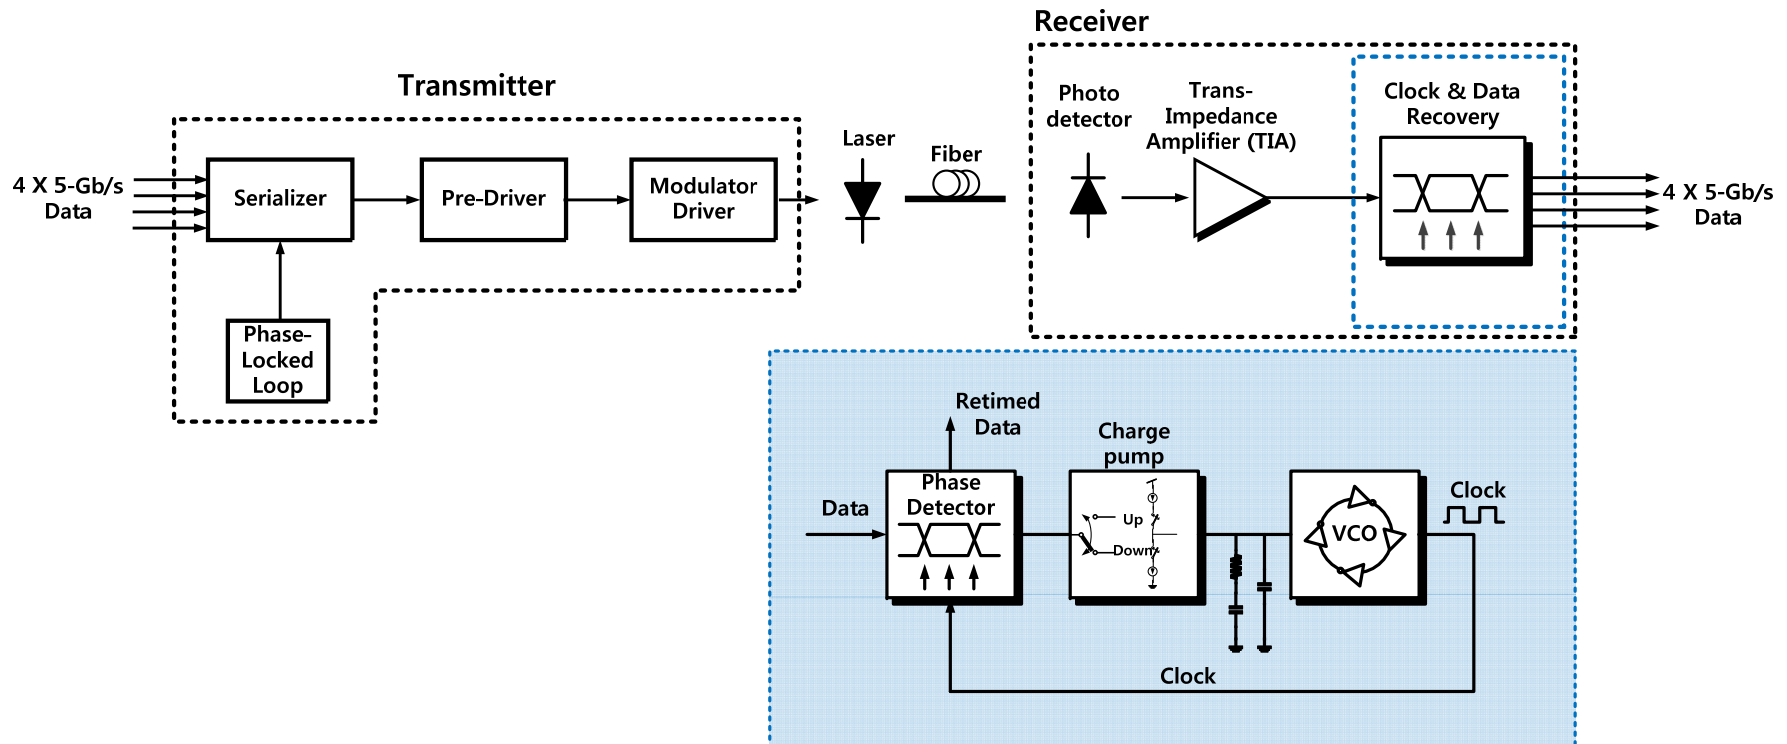 Receiver
Transmitter
4 X 5-Gb/s
Data
Serializer
Pre-Driver
Modulator
Driver
Phase-
Locked
Loop
Laser
Fiber
Photo
detector
Trans-
Impedance
Amplifier (TIA)
Clock & Data
Recovery
4 X 5-Gb/s
Data
Retimed
Data
Data
Phase
Detector
Charge
pump
Up
Down
VCO
Clock
Clock